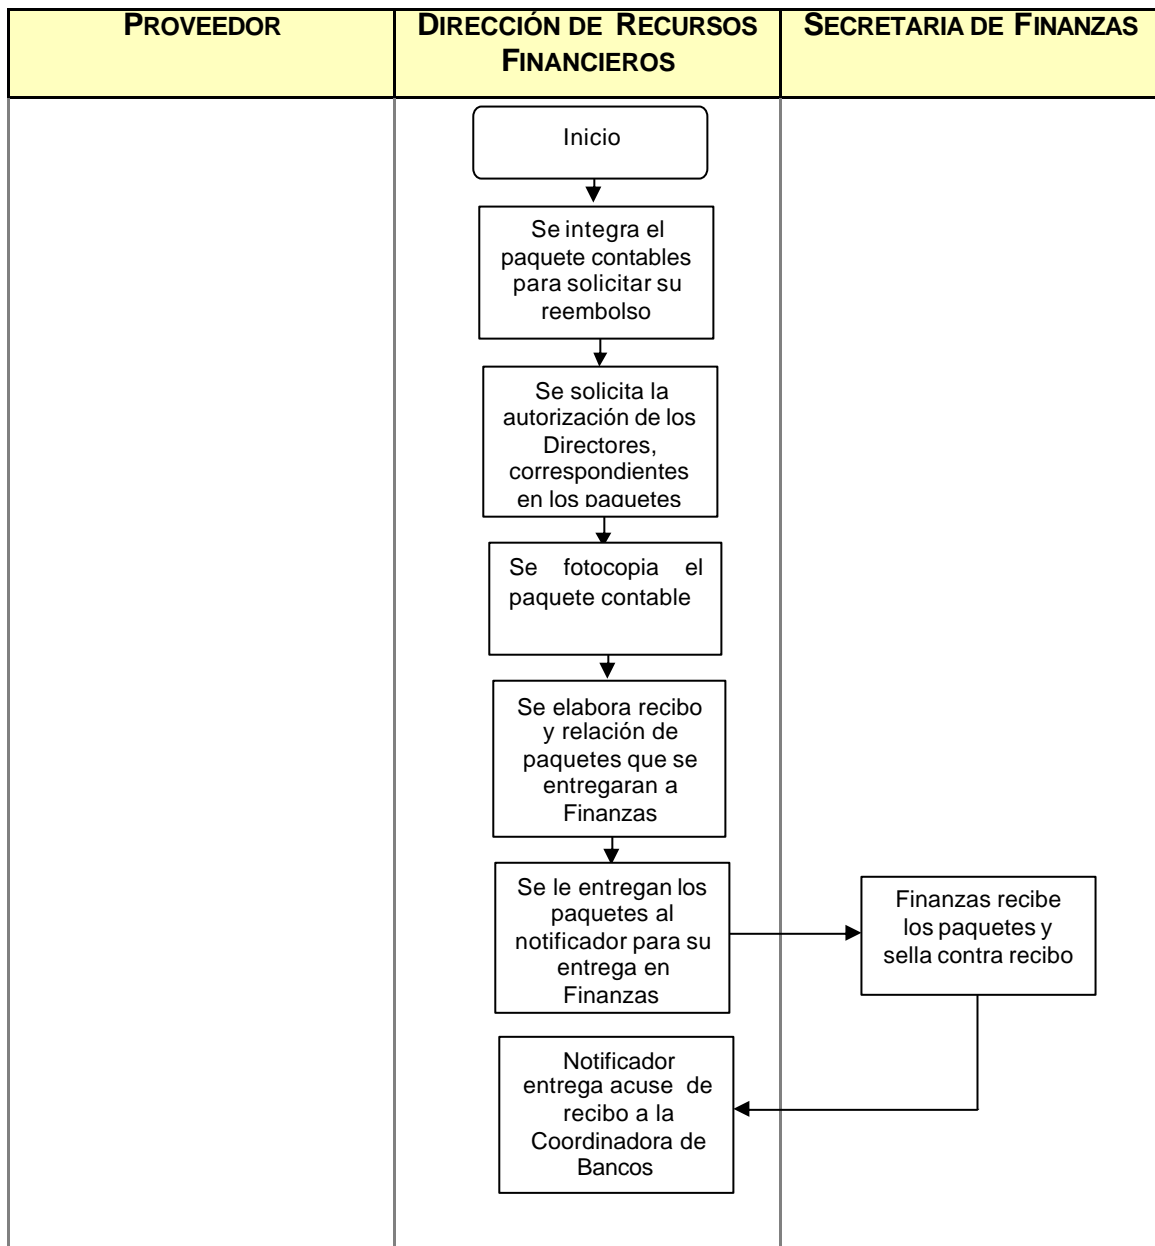 PROVEEDOR
DIRECCIÓN DE RECURSOS
FINANCIEROS
SECRETARIA DE FINANZAS
Inicio
Se integra el
paquete contables
para solicitar su
reembolso
Se solicita la
autorización de los
Directores,
correspondientes
en los paquetes
Se fotocopia el
paquete contable
Se elabora recibo
y relación de
paquetes que se
entregaran a
Finanzas
Se le entregan los
paquetes al
notificador para su
entrega en
Finanzas
Finanzas recibe
los paquetes y
sella contra recibo
Notificador
entrega acuse de
recibo a la
Coordinadora de
Bancos